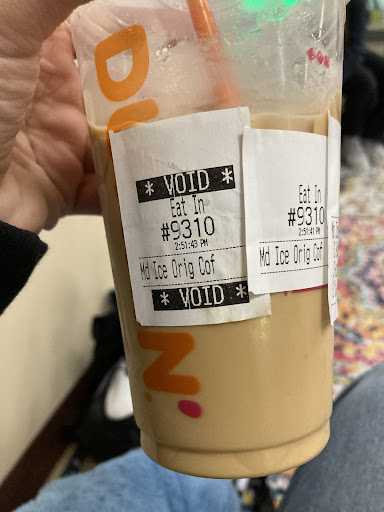 DU
N'
* VOID *
Eat In
#9310
2:51:43 PM
Md Ice Orig Cof
* VOID *
Eat In
#9310
2:51:41 PM
Md Ice Orig Cof